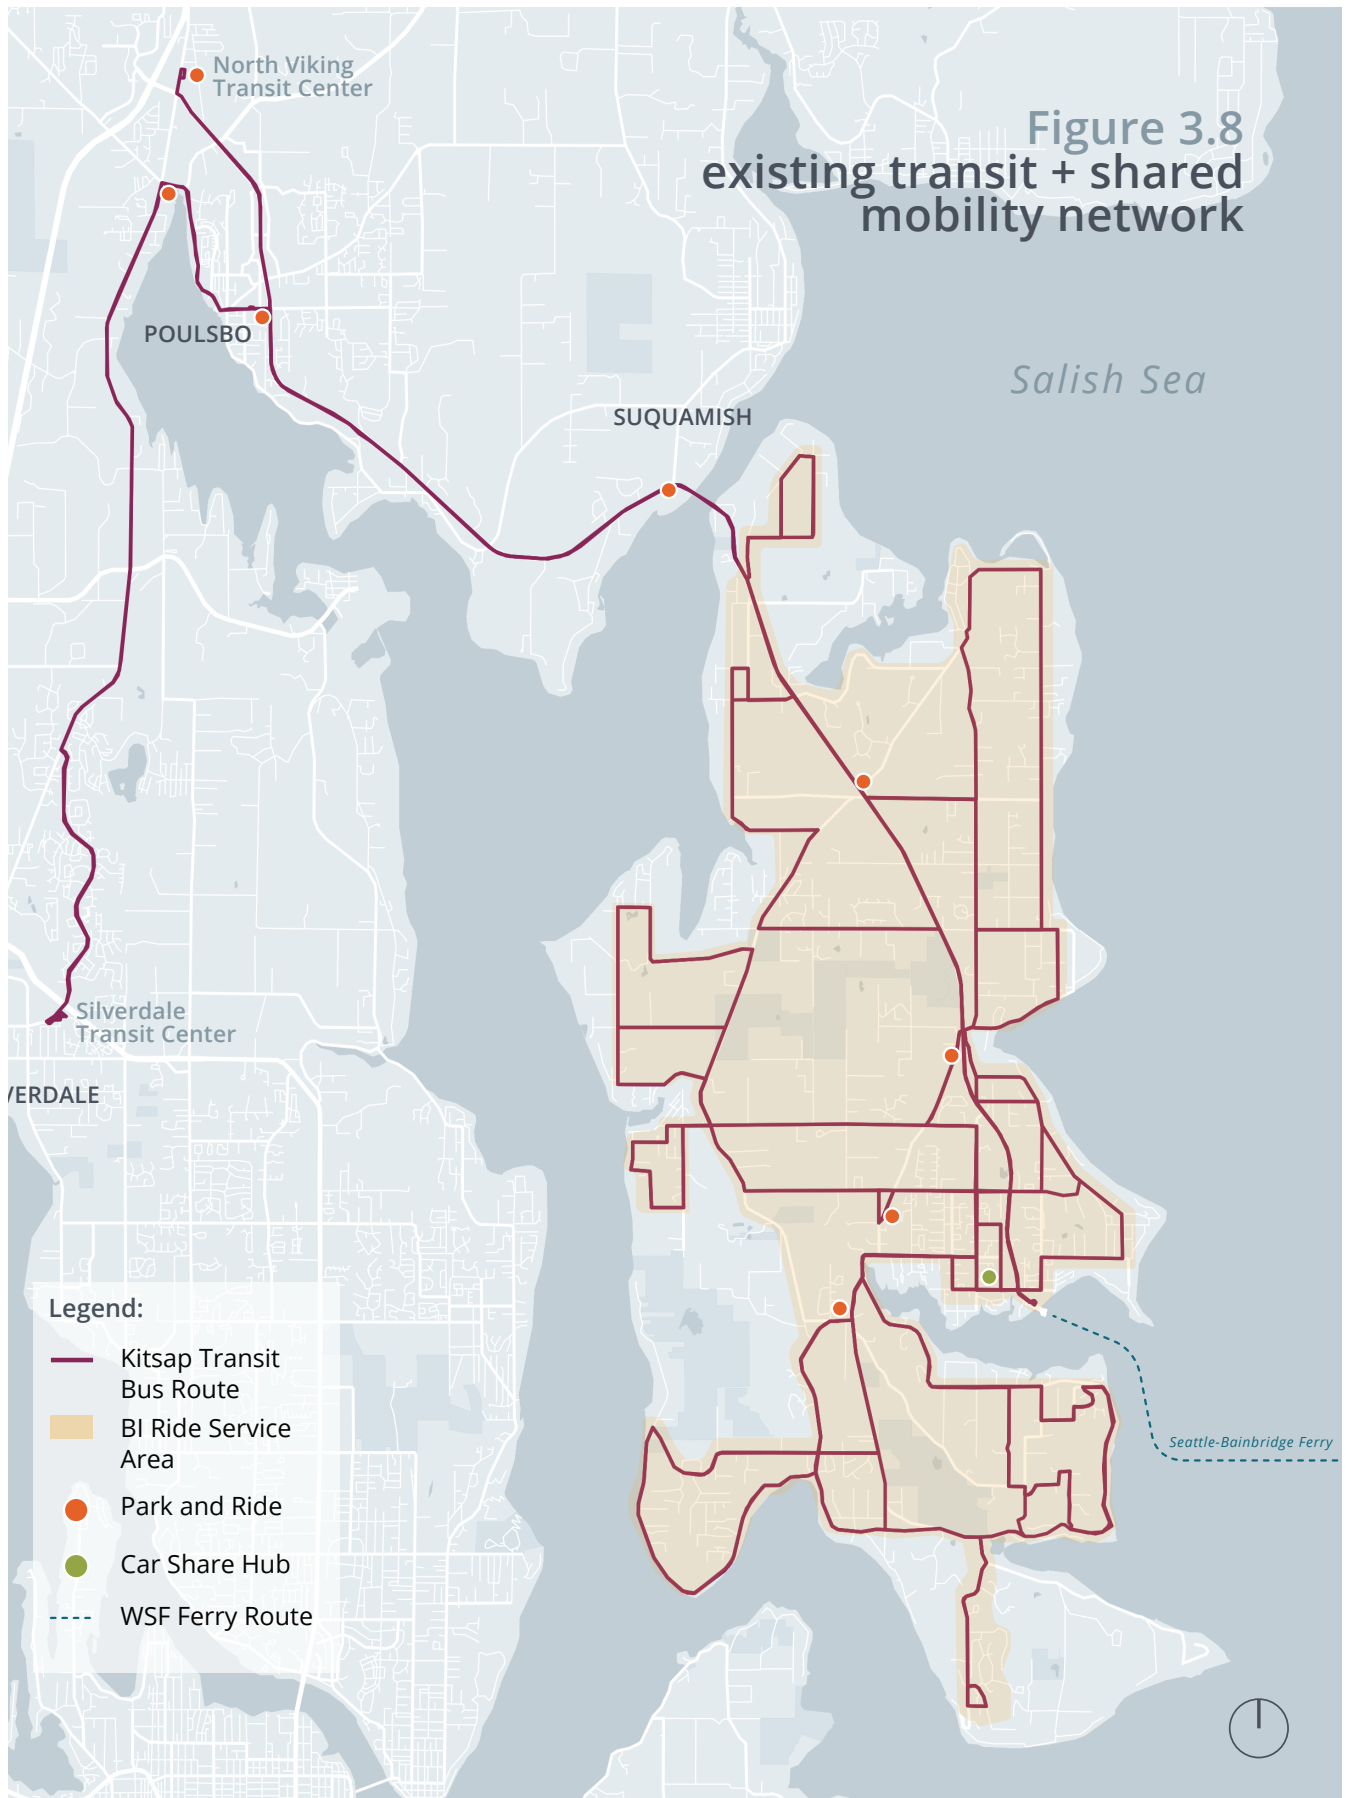 North Viking
Transit Center
Figure 3.8
existing transit + shared
mobility network
POULSBO
Salish Sea
SUQUAMISH
Silverdale
Transit Center
VERDALE
Seattle-Bainbridge Ferry
Legend:
Kitsap Transit
Bus Route
BI Ride Service
Area
Park and Ride
Car Share Hub
WSF Ferry Route